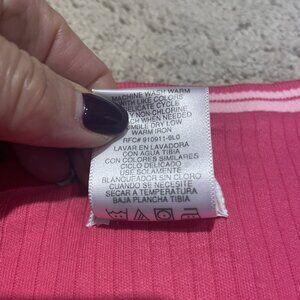 MACHINE WASH WARM
WITH LIKE COLORS
DELICATE CYCLE
ONLY NON-CHLORINE
BLEACH WHEN NEEDED
TUMBLE DRY LOW
WARM IRON
RFC# 910911-9L0
LAVAR EN LAVADORA
CON AGUA TIBIA
CON COLORES SIMILARES
CICLO DELICADO
USE SOLAMENTE
BLANQUEADOR SIN CLORO
CUANDO SE NECESITE
SECAR A TEMPERATURA
BAJA PLANCHA TIBIA